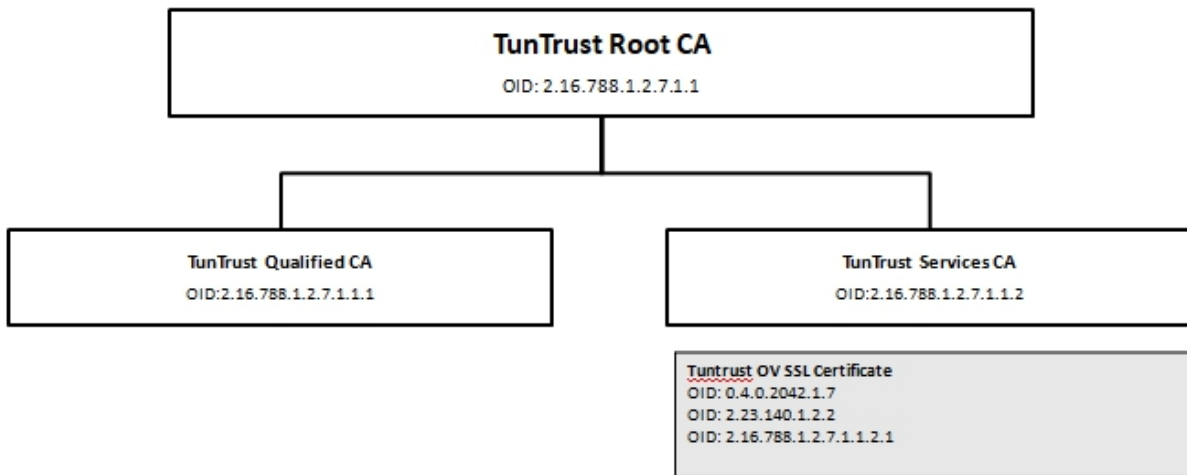 TunTrust Root CA
OID: 2.16.788.1.2.7.1.1
TunTrust Qualified CA
OID:2.16.788.1.2.7.1.1.1
TunTrust Services CA
OID:2.16.788.1.2.7.1.1.2
Tuntrust OV SSL Certificate
OID: 0.4.0.2042.1.7
OID: 2.23.140.1.2.2
OID: 2.16.788.1.2.7.1.1.2.1